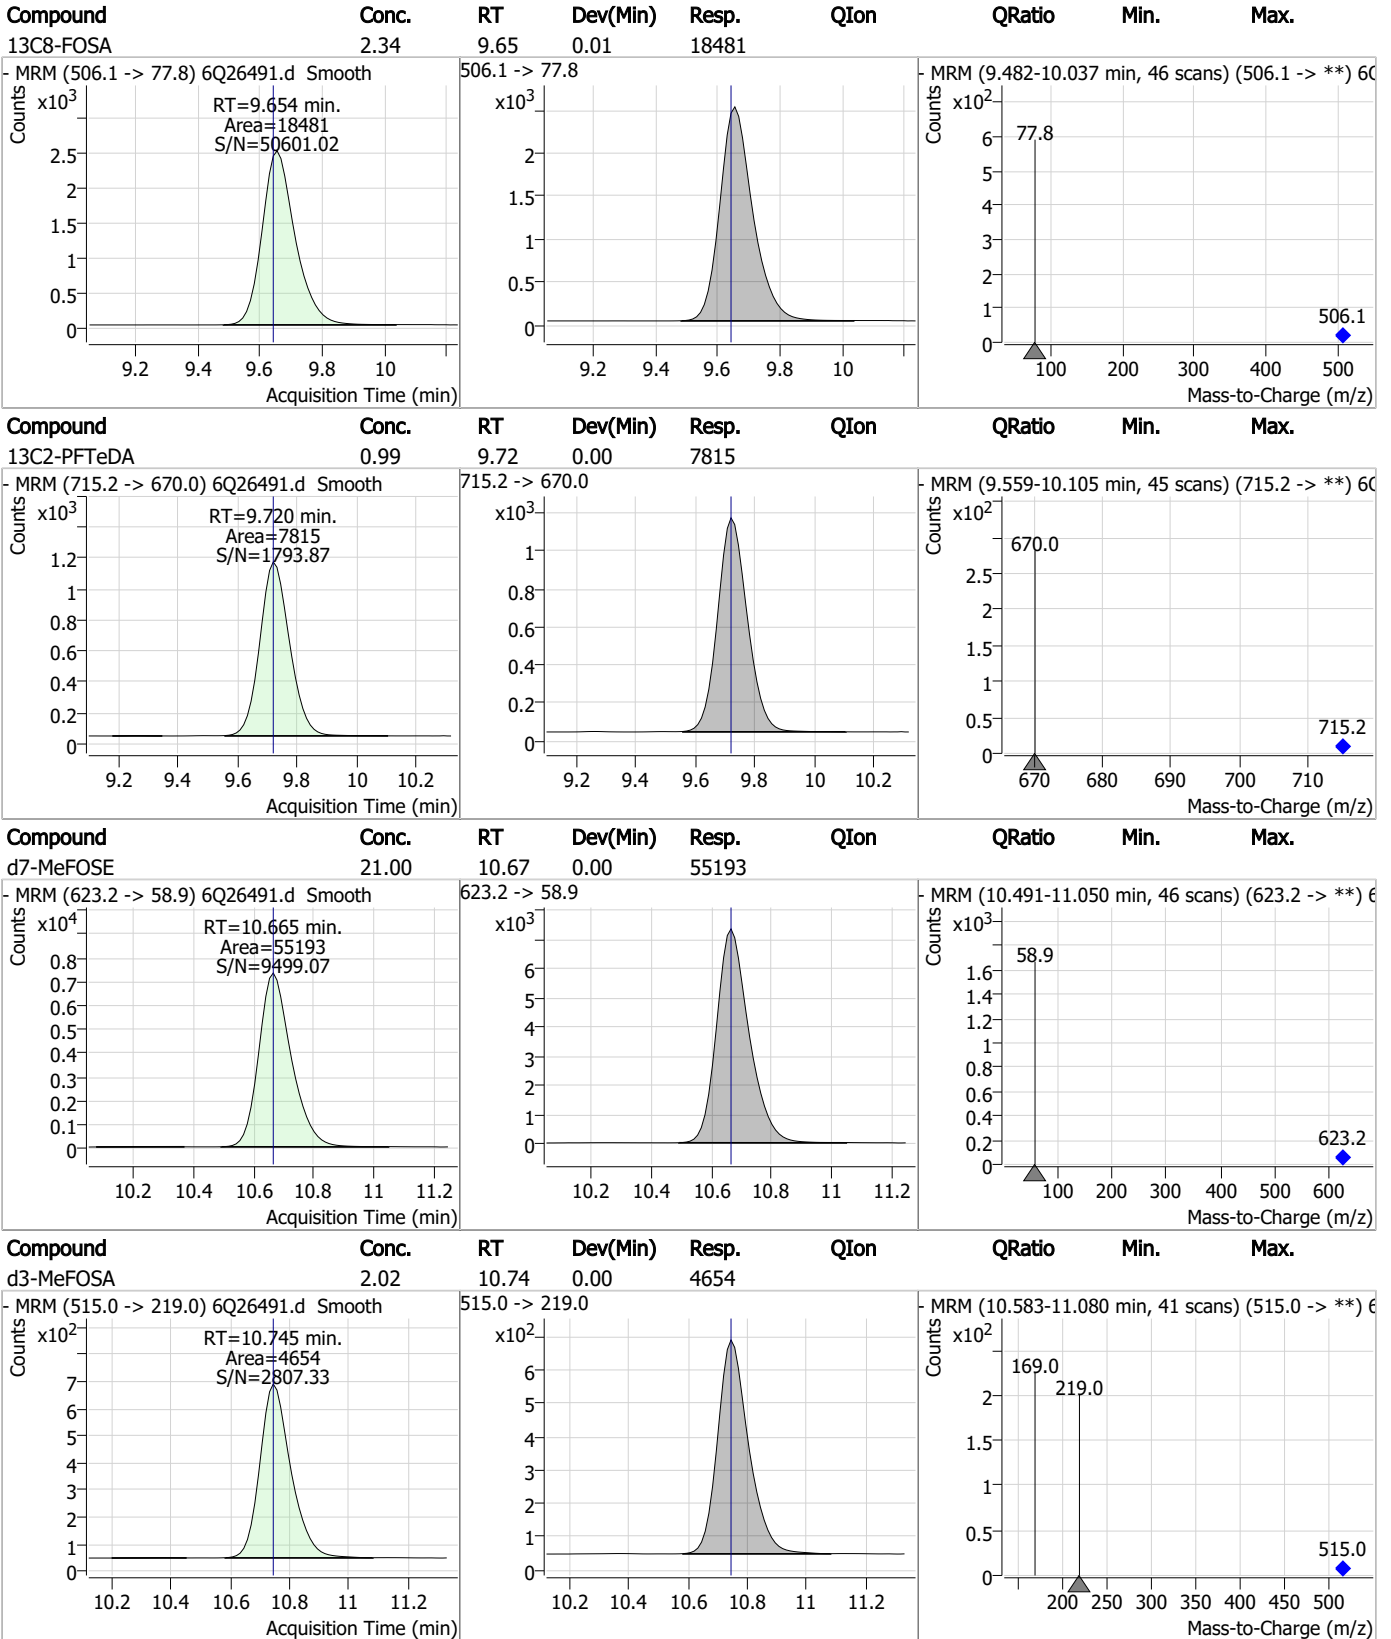 Compound Conc. RT Dev(Min) Resp. QIon QRatio Min. Max.
13C8-FOSA 2.34 9.65 0.01 18481
- MRM (506.1 -> 77.8) 6Q26491.d Smooth
506.1 -> 77.8
- MRM (9.482-10.037 min, 46 scans) (506.1 -> **) 6Q
Counts
x10^3
RT=9.654 min.
Area=18481
S/N=50601.02
2.5
2
1.5
1
0.5
0
9.2 9.4 9.6 9.8 10
Acquisition Time (min)
x10^3
2
1.5
1
0.5
0
9.2 9.4 9.6 9.8 10
Counts
x10^2
77.8
6
5
4
3
2
1
0
506.1
100 200 300 400 500
Mass-to-Charge (m/z)
Compound Conc. RT Dev(Min) Resp. QIon QRatio Min. Max.
13C2-PFTeDA 0.99 9.72 0.00 7815
- MRM (715.2 -> 670.0) 6Q26491.d Smooth
715.2 -> 670.0
- MRM (9.559-10.105 min, 45 scans) (715.2 -> **) 6Q
Counts
x10^3
RT=9.720 min.
Area=7815
S/N=1793.87
1.2
1
0.8
0.6
0.4
0.2
0
9.2 9.4 9.6 9.8 10 10.2
Acquisition Time (min)
x10^3
1
0.8
0.6
0.4
0.2
0
9.2 9.4 9.6 9.8 10 10.2
Counts
x10^2
670.0
2.5
2
1.5
1
0.5
0
715.2
670 680 690 700 710
Mass-to-Charge (m/z)
Compound Conc. RT Dev(Min) Resp. QIon QRatio Min. Max.
d7-MeFOSE 21.00 10.67 0.00 55193
- MRM (623.2 -> 58.9) 6Q26491.d Smooth
623.2 -> 58.9
- MRM (10.491-11.050 min, 46 scans) (623.2 -> **) 6
Counts
x10^4
RT=10.665 min.
Area=55193
S/N=9499.07
0.8
0.7
0.6
0.5
0.4
0.3
0.2
0.1
0
10.2 10.4 10.6 10.8 11 11.2
Acquisition Time (min)
x10^3
6
5
4
3
2
1
0
10.2 10.4 10.6 10.8 11 11.2
Counts
x10^3
58.9
1.6
1.4
1.2
1
0.8
0.6
0.4
0.2
0
623.2
100 200 300 400 500 600
Mass-to-Charge (m/z)
Compound Conc. RT Dev(Min) Resp. QIon QRatio Min. Max.
d3-MeFOSA 2.02 10.74 0.00 4654
- MRM (515.0 -> 219.0) 6Q26491.d Smooth
515.0 -> 219.0
- MRM (10.583-11.080 min, 41 scans) (515.0 -> **) 6
Counts
x10^2
RT=10.745 min.
Area=4654
S/N=2807.33
7
6
5
4
3
2
1
0
10.2 10.4 10.6 10.8 11 11.2
Acquisition Time (min)
x10^2
6
5
4
3
2
1
0
10.2 10.4 10.6 10.8 11 11.2
Counts
x10^2
169.0
219.0
2
1.5
1
0.5
0
515.0
200 250 300 350 400 450 500
Mass-to-Charge (m/z)